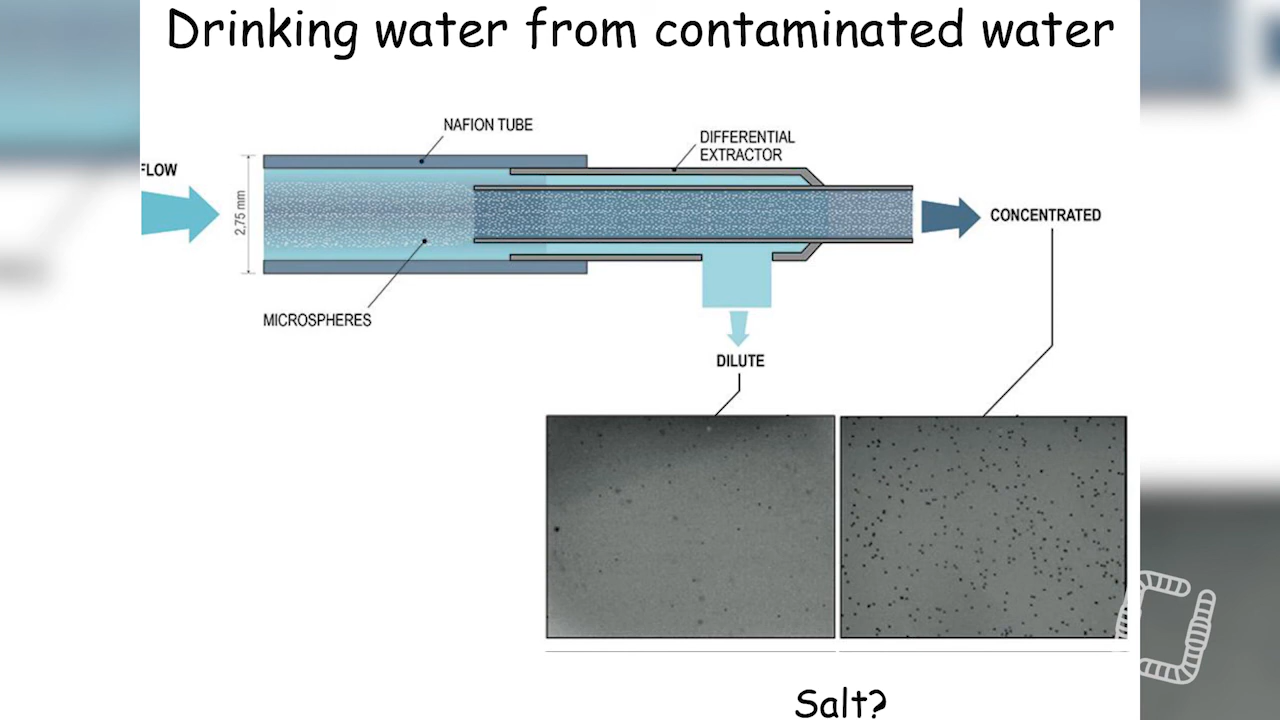 Drinking water from contaminated water
NAFION TUBE
DIFFERENTIAL
EXTRACTOR
FLOW
2,75 mm
CONCENTRATED
MICROSPHERES
DILUTE
Salt?